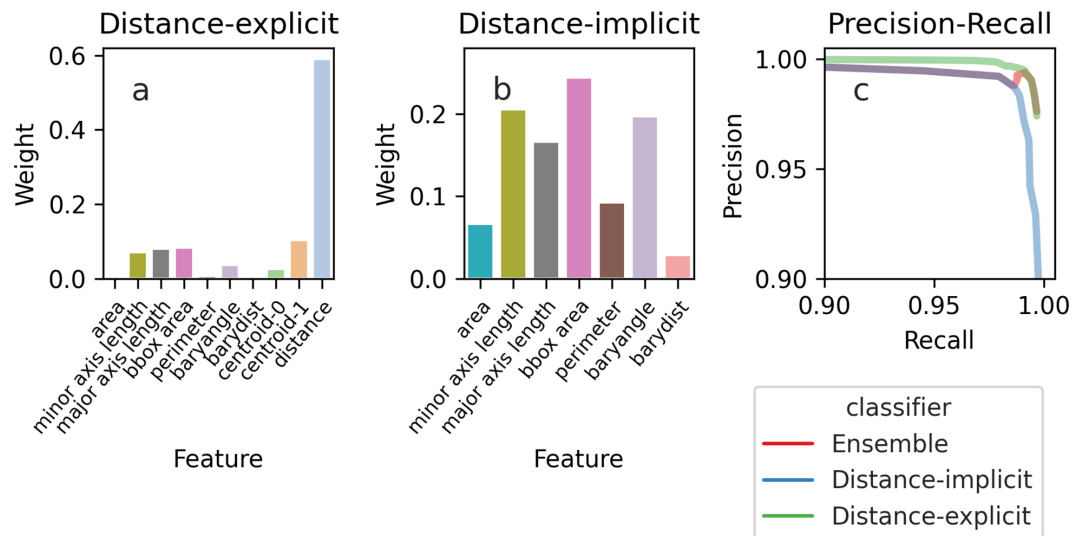 Distance-explicit
Weight
0.6
0.4
0.2
0.0
a
area
minor axis length
major axis length
bbox area
perimeter
baryangle
barydist
centroid-0
centroid-1
distance
Feature
Distance-implicit
Weight
0.2
0.1
0.0
b
area
minor axis length
major axis length
bbox area
perimeter
baryangle
barydist
Feature
Precision-Recall
Precision
1.00
0.95
0.90
c
0.90
0.95
1.00
Recall
classifier
Ensemble
Distance-implicit
Distance-explicit